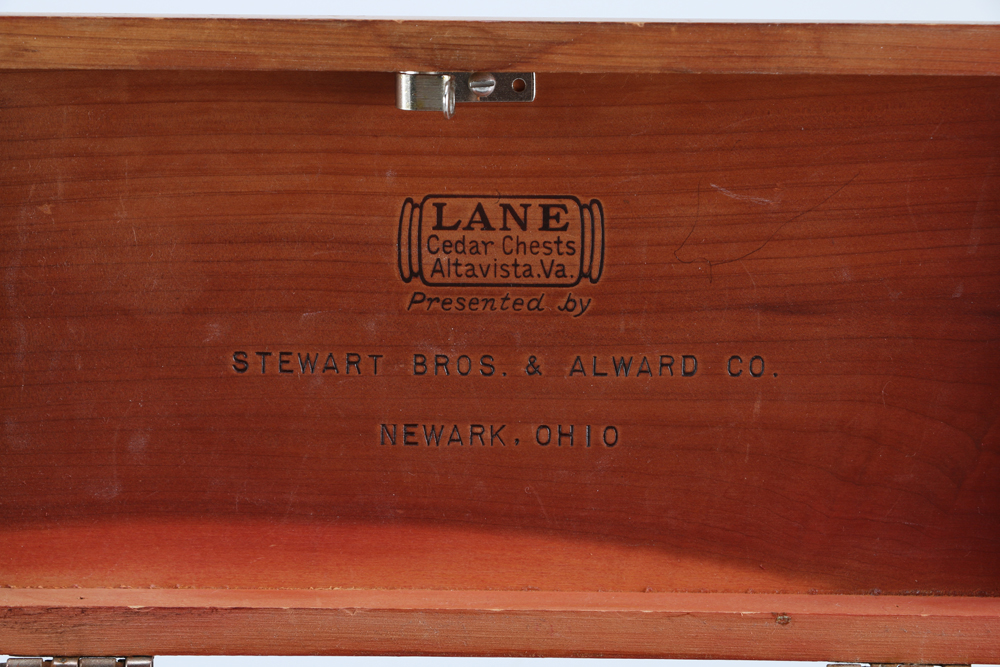 LANE
Cedar Chests
Altavista.Va.
Presented by
STEWART BROS. & ALWARD CO.
NEWARK, OHIO